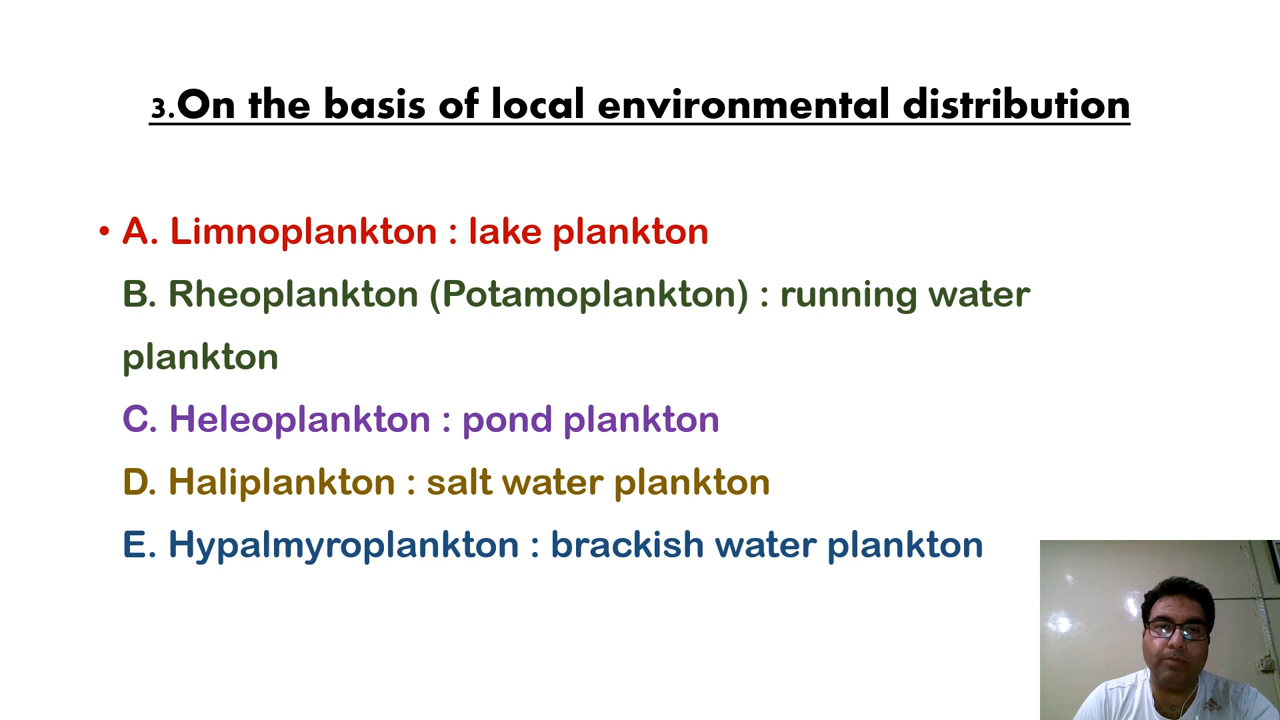 3.On the basis of local environmental distribution
• A. Limnoplankton : lake plankton
B. Rheoplankton (Potamoplankton) : running water
plankton
C. Heleoplankton : pond plankton
D. Haliplankton : salt water plankton
E. Hypalmyroplankton : brackish water plankton